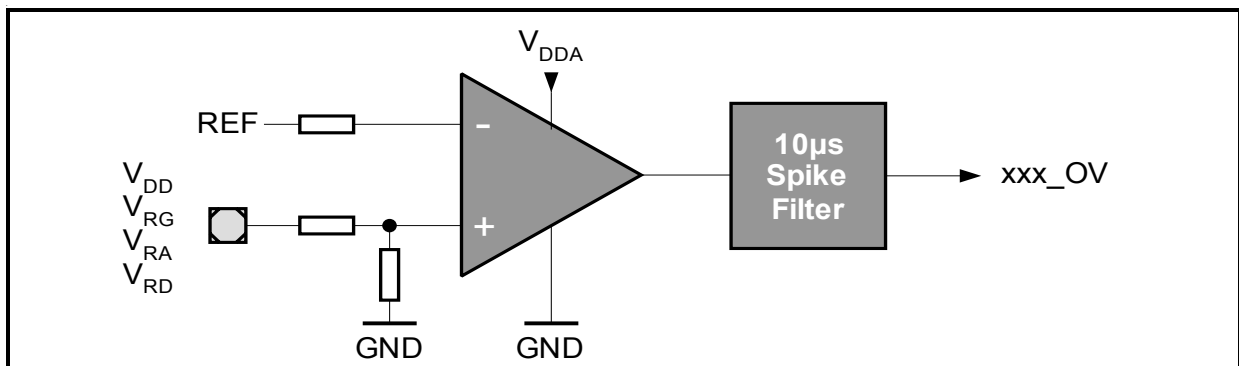 V_DDA
REF
-
V_DD
V_RG
V_RA
V_RD
+
GND
GND
10µs
Spike
Filter
xxx_OV